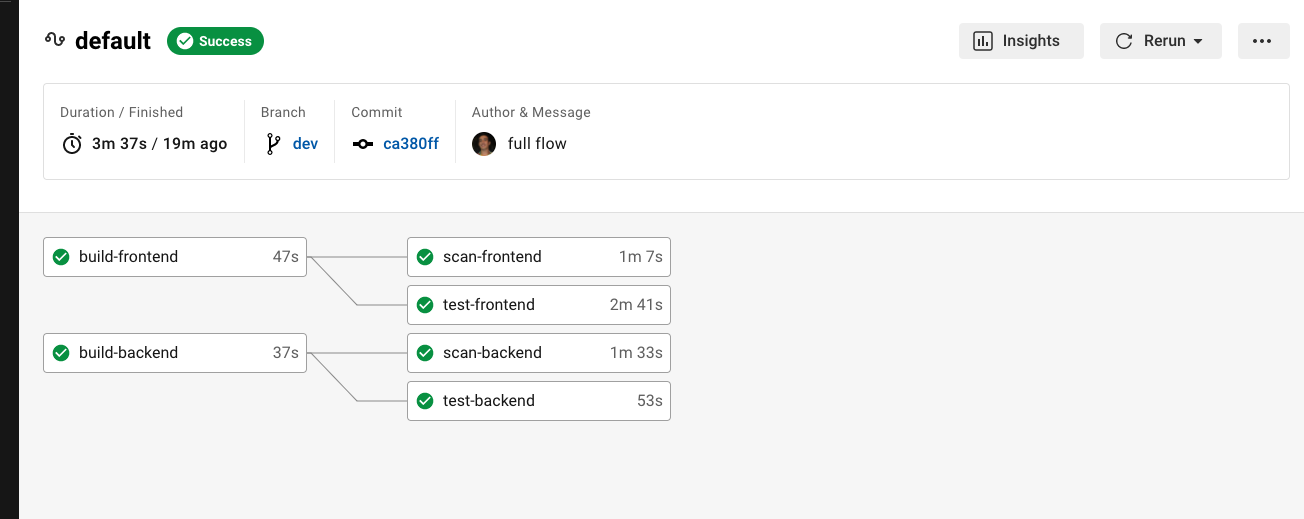 default
Success
Insights
Rerun
Duration / Finished
3m 37s / 19m ago
Branch
dev
Commit
ca380ff
Author & Message
full flow
build-frontend 47s
scan-frontend 1m 7s
test-frontend 2m 41s
build-backend 37s
scan-backend 1m 33s
test-backend 53s